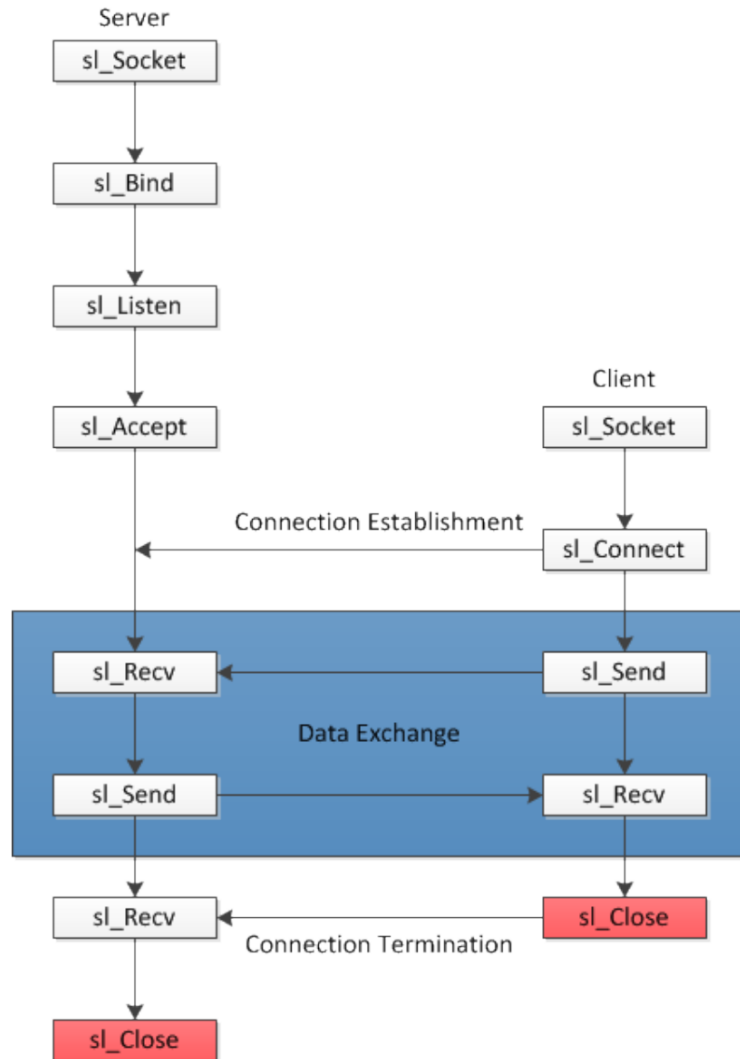 Server
sl_Socket
sl_Bind
sl_Listen
Client
sl_Accept
sl_Socket
Connection Establishment
sl_Connect
sl_Recv
sl_Send
Data Exchange
sl_Send
sl_Recv
sl_Recv
sl_Close
Connection Termination
sl_Close